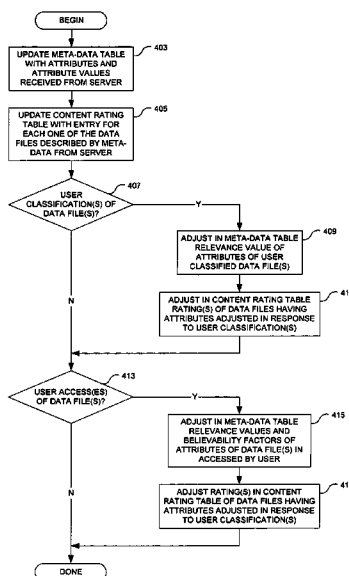 BEGIN
403
UPDATE META-DATA TABLE
WITH ATTRIBUTES AND
ATTRIBUTE VALUES
RECEIVED FROM SERVER
405
UPDATE CONTENT RATING
TABLE WITH ENTRY FOR
EACH ONE OF THE DATA
FILES DESCRIBED BY META-
DATA FROM SERVER
407
USER
CLASSIFICATION(S) OF
DATA FILE(S)?
Y
409
ADJUST IN META-DATA TABLE
RELEVANCE VALUE OF
ATTRIBUTES OF USER
CLASSIFIED DATA FILE(S)
N
41
ADJUST IN CONTENT RATING TABLE
RATING(S) OF DATA FILES HAVING
ATTRIBUTES ADJUSTED IN RESPONSE
TO USER CLASSIFICATION(S)
413
USER ACCESS(ES)
OF DATA FILE(S)?
Y
415
ADJUST IN META-DATA TABLE
RELEVANCE VALUES AND
BELIEVABILITY FACTORS OF
ATTRIBUTES OF DATA FILE(S) IN
ACCESSED BY USER
N
41
ADJUST RATING(S) IN CONTENT
RATING TABLE OF DATA FILES HAVING
ATTRIBUTES ADJUSTED IN RESPONSE
TO USER CLASSIFICATION(S)
DONE